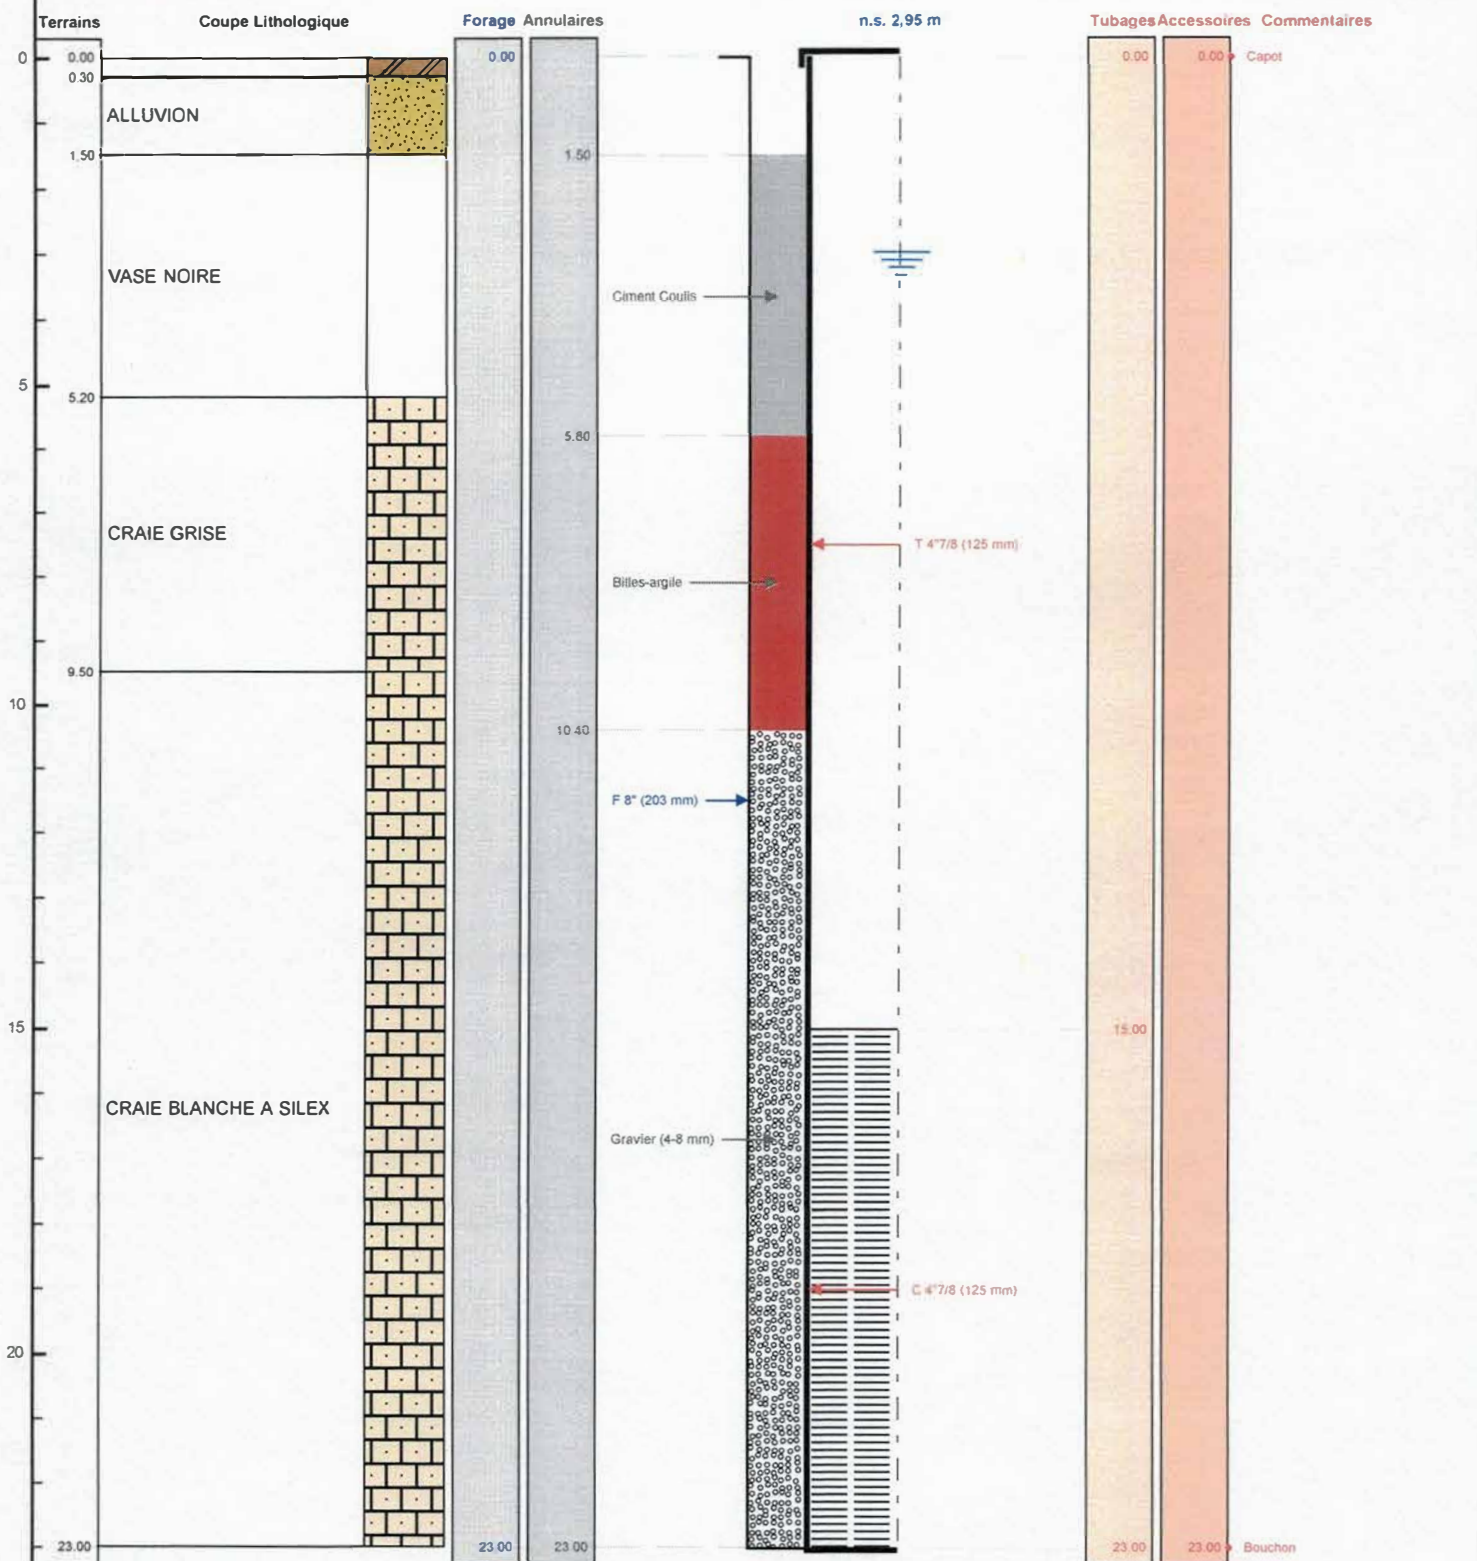 Terrains Coupe Lithologique Forage Annulaires n.s. 2,95 m Tubages Accessoires Commentaires
0 0.00 0.00 0.00 0.00 Capot
0.30
ALLUVION
1.50 1.50
VASE NOIRE
Ciment Coulis
5
5.20
5.80
CRAIE GRISE
T 4"7/8 (125 mm)
Billes-argile
9.50
10
10.40
F 8" (203 mm)
15 15.00
CRAIE BLANCHE A SILEX
Gravier (4-8 mm)
C 4"7/8 (125 mm)
20
23.00 23.00 23.00 23.00 23.00 Bouchon